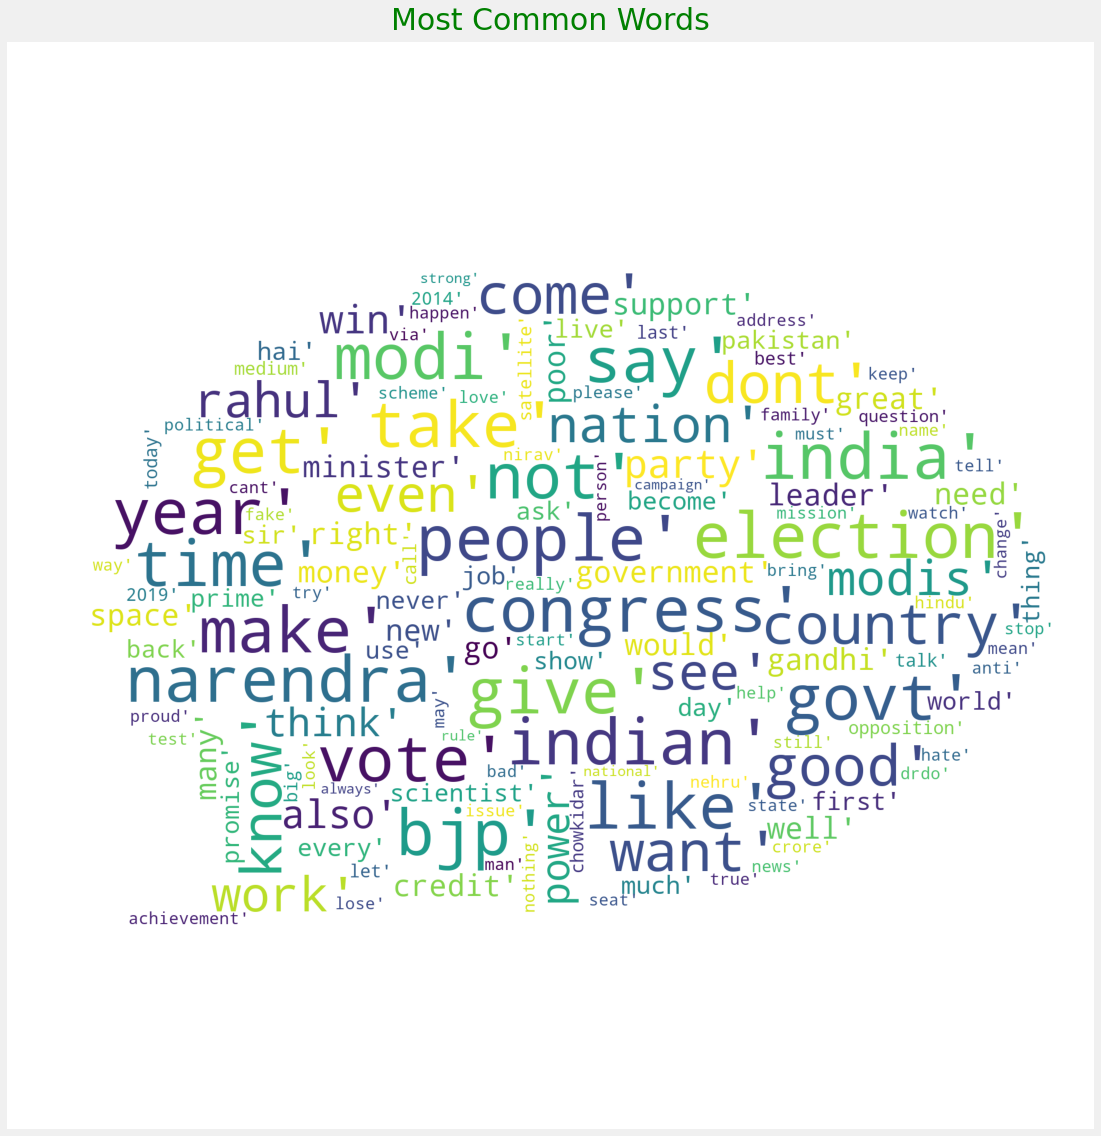 Most Common Words
strong'
2014' come' support'
win' happen' address'
via' live' last'
hai' modi' poor' say' pakistan'
medium' satellite' best'
scheme' love' please' dont' keep'
rahul' take' nation' great'
political' family' question'
today' get' must' name'
minister' nirav' party' india' tell'
cant' even' not' person' campaign'
year' become' leader' need'
fake' ask' mission' watch'
sir' right' people' election' change'
time' call'
way' money' job' really' government' bring' modis' thing'
2019' prime' try' never' hindu'
space' make' new' congress' country' stop'
back' use' go' start' would' mean'
show' gandhi' talk' anti'
narendra' give' see' help' govt' world'
proud' may' day'
test' many' think' rule' opposition'
know' vote' indian' still' hate'
promise' big' look' bad' national' good' drdo'
always' scientist' nehru'
also' issue' power' chowkidar' like' state' first'
every' bjp' well'
man' want' crore'
let' nothing' news'
work' credit' much' true'
lose' seat'
achievement'